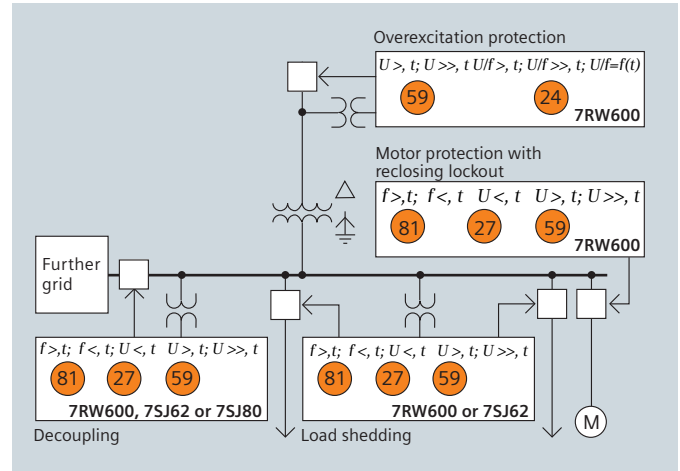 Overexcitation protection
U >, t; U >>, t U/f >, t; U/f >>, t; U/f=f(t)
59 24
7RW600
Motor protection with
reclosing lockout
f >,t; f <, t U <, t U >, t; U >>, t
81 27 59
7RW600
Further
grid
f >,t; f <, t; U <, t U >, t; U >>, t
81 27 59
7RW600, 7SJ62 or 7SJ80
Decoupling
f >,t; f <, t; U <, t U >, t; U >>, t
81 27 59
7RW600 or 7SJ62
Load shedding
M